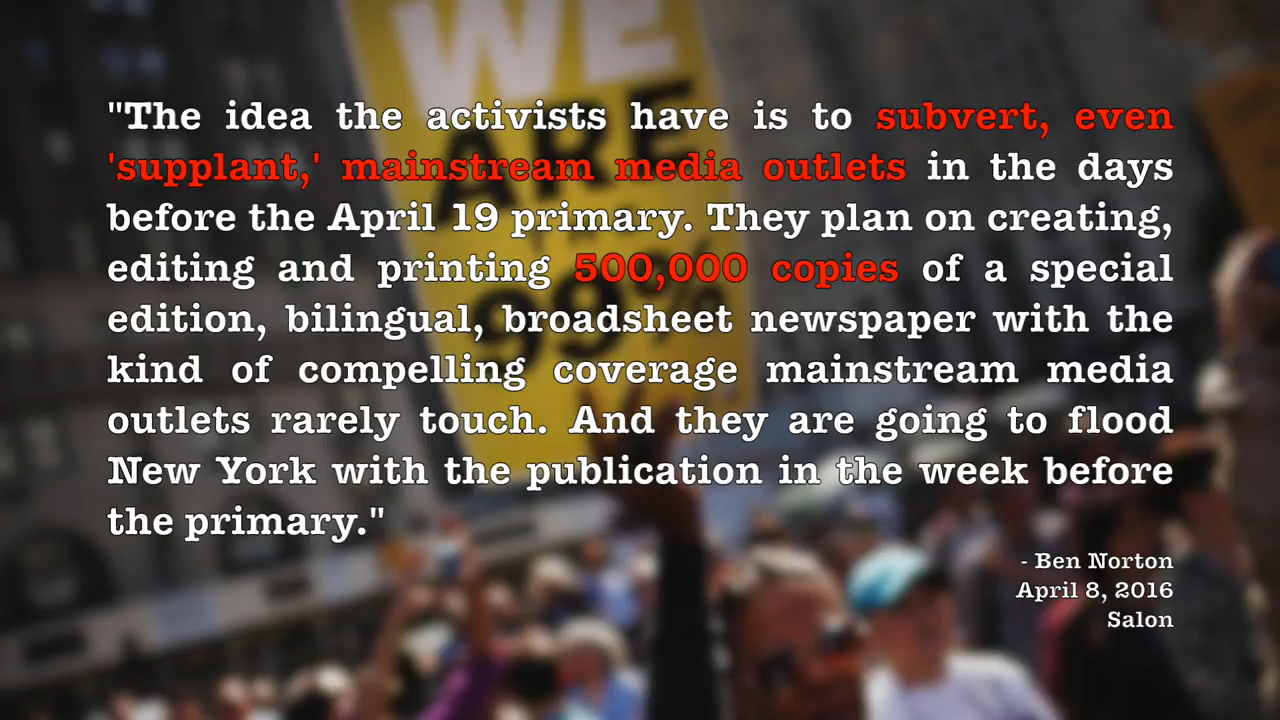 "The idea the activists have is to subvert, even
'supplant,' mainstream media outlets in the days
before the April 19 primary. They plan on creating,
editing and printing 500,000 copies of a special
edition, bilingual, broadsheet newspaper with the
kind of compelling coverage mainstream media
outlets rarely touch. And they are going to flood
New York with the publication in the week before
the primary."
- Ben Norton
April 8, 2016
Salon
WE
ARE
99%